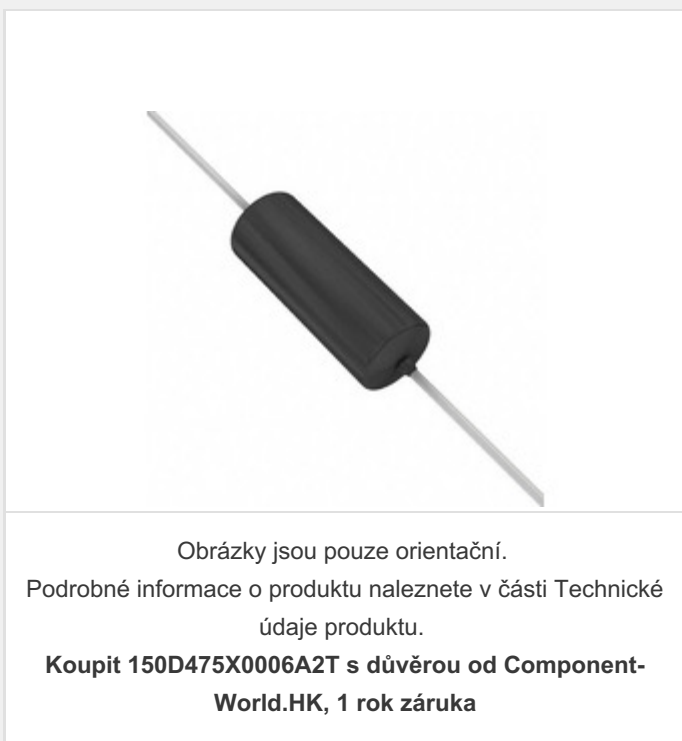 Obrázky jsou pouze orientační.
Podrobné informace o produktu naleznete v části Technické
údaje produktu.
Koupit 150D475X0006A2T s důvěrou od Component-
World.HK, 1 rok záruka